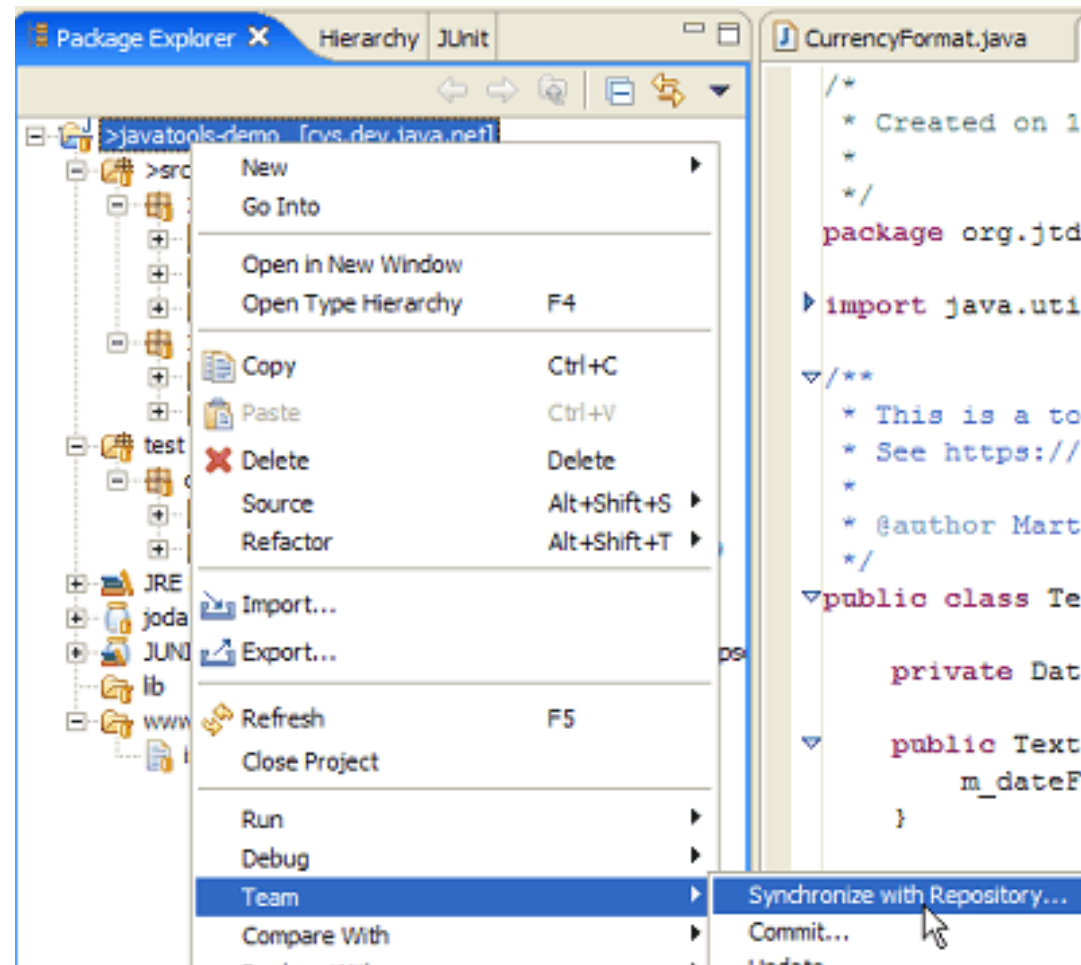 Package Explorer Hierarchy JUnit
CurrencyFormat.java
>javatools-demo [cvs.dev.java.net]
>src
test
JRE
joda
JUNI
lib
www
New
Go Into
Open in New Window
Open Type Hierarchy F4
Copy Ctrl+C
Paste Ctrl+V
Delete Delete
Source Alt+Shift+S
Refactor Alt+Shift+T
Import...
Export...
Refresh F5
Close Project
Run
Debug
Team
Compare With
Synchronize with Repository...
Commit...
Update
/*
* Created on 1
*
*/
package org.jtd
import java.uti
/**
* This is a to
* See https://
*
* @author Mart
*/
public class Te
private Dat
public Text
m_dateF
}